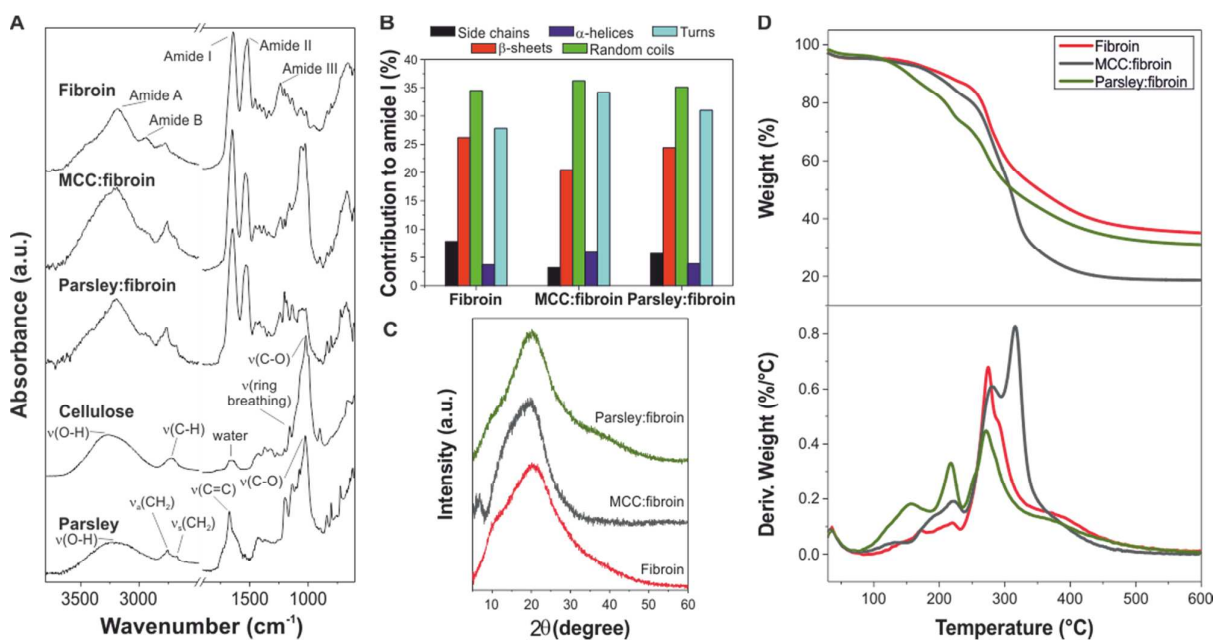 A
Amide I
Amide II
Amide III
Fibroin
Amide A
Amide B
MCC:fibroin
Parsley:fibroin
ν(C-O)
ν(ring
breathing)
Cellulose
ν(O-H)
ν(C-H)
water
ν(C-O)
ν(C=C)
νₐ(CH₂)
νₛ(CH₂)
Parsley
ν(O-H)
3500 3000 1500 1000
Wavenumber (cm⁻¹)
Absorbance (a.u.)
B
Side chains α-helices Turns
β-sheets Random coils
40
35
30
25
20
15
10
5
0
Contribution to amide I (%)
Fibroin MCC:fibroin Parsley:fibroin
C
Parsley:fibroin
MCC:fibroin
Fibroin
Intensity (a.u.)
10 20 30 40 50 60
2θ(degree)
D
Fibroin
MCC:fibroin
Parsley:fibroin
100
80
60
40
20
Weight (%)
0.8
0.6
0.4
0.2
0.0
Deriv. Weight (%/°C)
100 200 300 400 500 600
Temperature (°C)